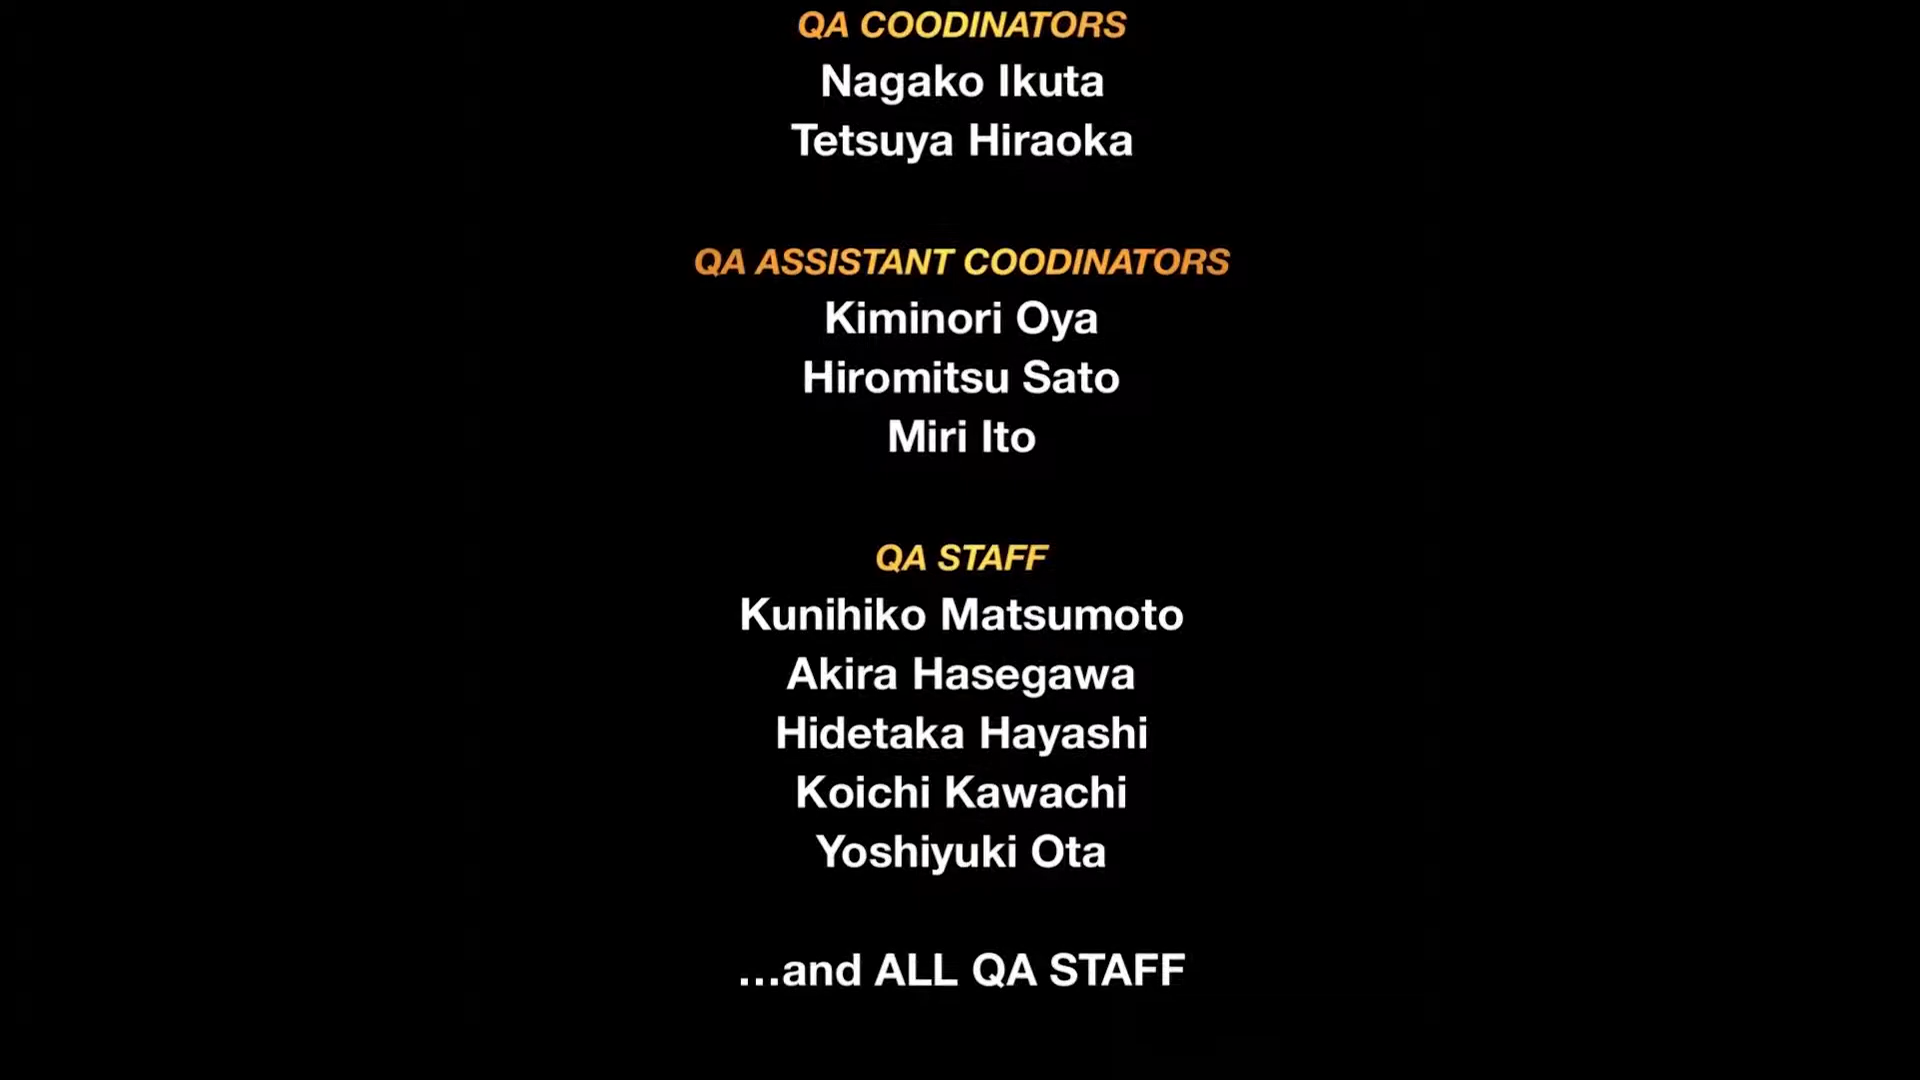 QA COODINATORS
Nagako Ikuta
Tetsuya Hiraoka
QA ASSISTANT COODINATORS
Kiminori Oya
Hiromitsu Sato
Miri Ito
QA STAFF
Kunihiko Matsumoto
Akira Hasegawa
Hidetaka Hayashi
Koichi Kawachi
Yoshiyuki Ota
...and ALL QA STAFF